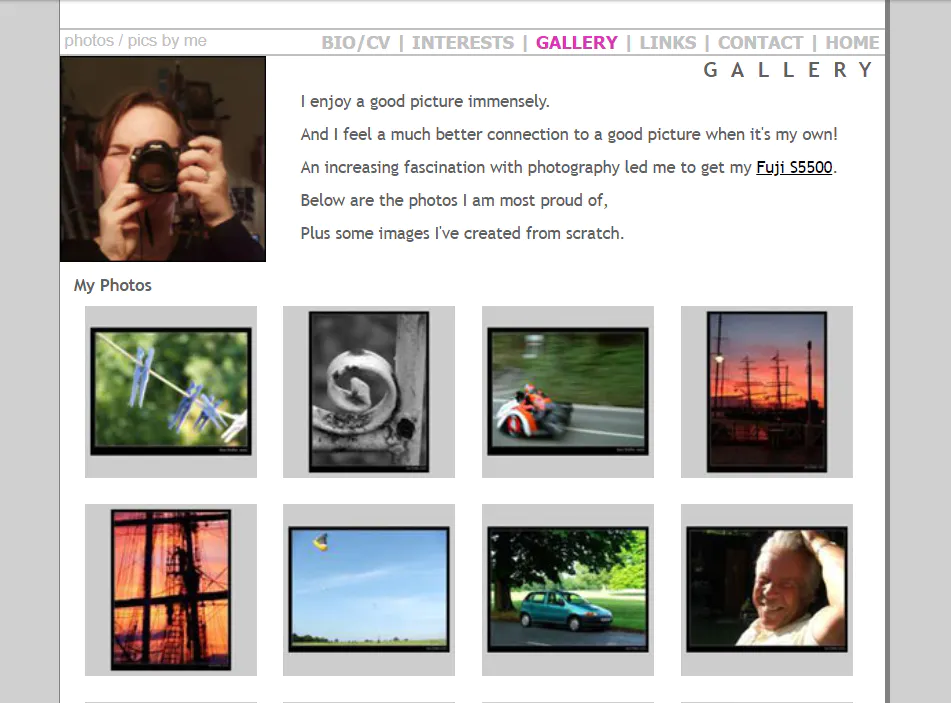 photos / pics by me
BIO/CV | INTERESTS | GALLERY | LINKS | CONTACT | HOME
GALLERY
I enjoy a good picture immensely.
And I feel a much better connection to a good picture when it's my own!
An increasing fascination with photography led me to get my Fuji S5500.
Below are the photos I am most proud of,
Plus some images I've created from scratch.
My Photos